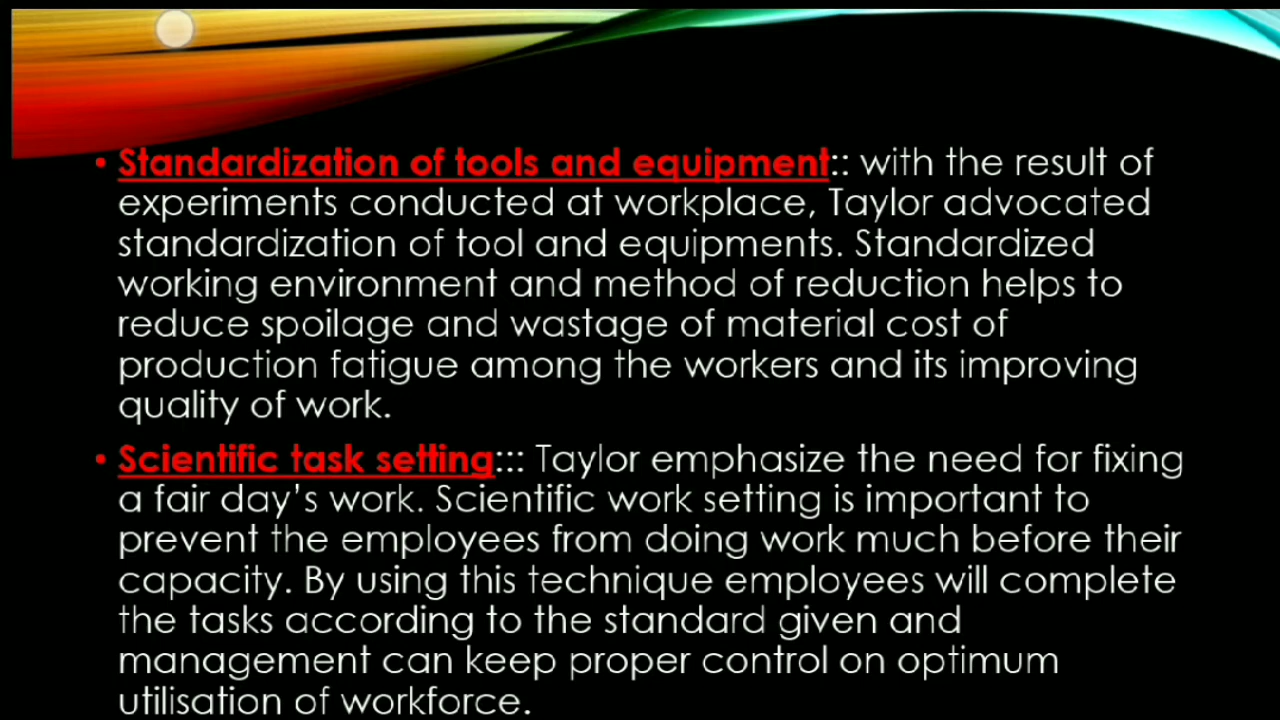 • Standardization of tools and equipment:: with the result of
experiments conducted at workplace, Taylor advocated
standardization of tool and equipments. Standardized
working environment and method of reduction helps to
reduce spoilage and wastage of material cost of
production fatigue among the workers and its improving
quality of work.
• Scientific task setting::: Taylor emphasize the need for fixing
a fair day's work. Scientific work setting is important to
prevent the employees from doing work much before their
capacity. By using this technique employees will complete
the tasks according to the standard given and
management can keep proper control on optimum
utilisation of workforce.